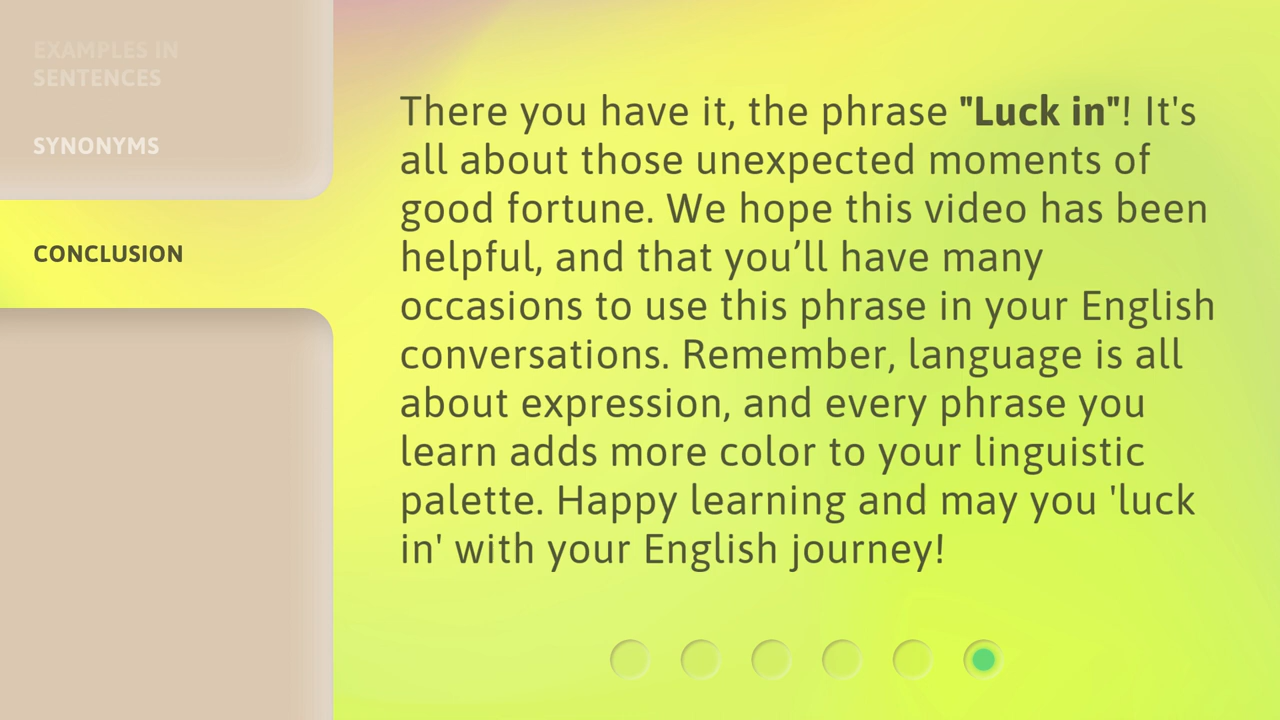 EXAMPLES IN
SENTENCES
SYNONYMS
CONCLUSION
There you have it, the phrase "Luck in"! It's
all about those unexpected moments of
good fortune. We hope this video has been
helpful, and that you’ll have many
occasions to use this phrase in your English
conversations. Remember, language is all
about expression, and every phrase you
learn adds more color to your linguistic
palette. Happy learning and may you 'luck
in' with your English journey!